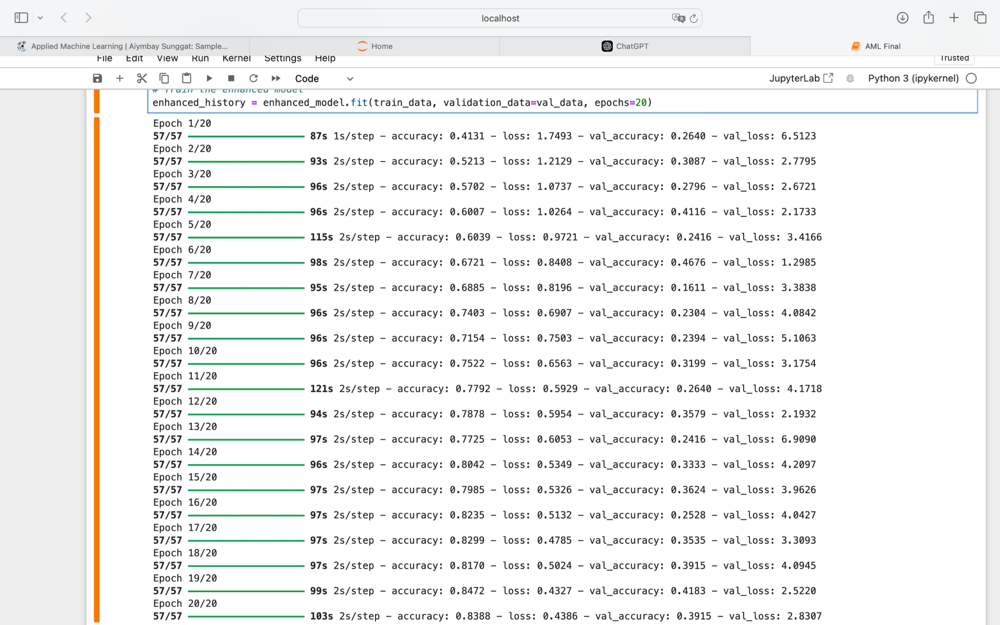 localhost
Applied Machine Learning | Aiymbay Sunggat: Sample...
Home
ChatGPT
AML Final
File Edit View Run Kernel Settings Help
Trusted
Code
JupyterLab
Python 3 (ipykernel)
# Train the enhanced model
enhanced_history = enhanced_model.fit(train_data, validation_data=val_data, epochs=20)
Epoch 1/20
57/57 87s 1s/step - accuracy: 0.4131 - loss: 1.7493 - val_accuracy: 0.2640 - val_loss: 6.5123
Epoch 2/20
57/57 93s 2s/step - accuracy: 0.5213 - loss: 1.2129 - val_accuracy: 0.3087 - val_loss: 2.7795
Epoch 3/20
57/57 96s 2s/step - accuracy: 0.5702 - loss: 1.0737 - val_accuracy: 0.2796 - val_loss: 2.6721
Epoch 4/20
57/57 96s 2s/step - accuracy: 0.6007 - loss: 1.0264 - val_accuracy: 0.4116 - val_loss: 2.1733
Epoch 5/20
57/57 115s 2s/step - accuracy: 0.6039 - loss: 0.9721 - val_accuracy: 0.2416 - val_loss: 3.4166
Epoch 6/20
57/57 98s 2s/step - accuracy: 0.6721 - loss: 0.8408 - val_accuracy: 0.4676 - val_loss: 1.2985
Epoch 7/20
57/57 95s 2s/step - accuracy: 0.6885 - loss: 0.8196 - val_accuracy: 0.1611 - val_loss: 3.3838
Epoch 8/20
57/57 96s 2s/step - accuracy: 0.7403 - loss: 0.6907 - val_accuracy: 0.2304 - val_loss: 4.0842
Epoch 9/20
57/57 96s 2s/step - accuracy: 0.7154 - loss: 0.7503 - val_accuracy: 0.2394 - val_loss: 5.1063
Epoch 10/20
57/57 96s 2s/step - accuracy: 0.7522 - loss: 0.6563 - val_accuracy: 0.3199 - val_loss: 3.1754
Epoch 11/20
57/57 121s 2s/step - accuracy: 0.7792 - loss: 0.5929 - val_accuracy: 0.2640 - val_loss: 4.1718
Epoch 12/20
57/57 94s 2s/step - accuracy: 0.7878 - loss: 0.5954 - val_accuracy: 0.3579 - val_loss: 2.1932
Epoch 13/20
57/57 97s 2s/step - accuracy: 0.7725 - loss: 0.6053 - val_accuracy: 0.2416 - val_loss: 6.9090
Epoch 14/20
57/57 96s 2s/step - accuracy: 0.8042 - loss: 0.5349 - val_accuracy: 0.3333 - val_loss: 4.2097
Epoch 15/20
57/57 97s 2s/step - accuracy: 0.7985 - loss: 0.5326 - val_accuracy: 0.3624 - val_loss: 3.9626
Epoch 16/20
57/57 97s 2s/step - accuracy: 0.8235 - loss: 0.5132 - val_accuracy: 0.2528 - val_loss: 4.0427
Epoch 17/20
57/57 97s 2s/step - accuracy: 0.8299 - loss: 0.4785 - val_accuracy: 0.3535 - val_loss: 3.3093
Epoch 18/20
57/57 97s 2s/step - accuracy: 0.8170 - loss: 0.5024 - val_accuracy: 0.3915 - val_loss: 4.0945
Epoch 19/20
57/57 99s 2s/step - accuracy: 0.8472 - loss: 0.4327 - val_accuracy: 0.4183 - val_loss: 2.5220
Epoch 20/20
57/57 103s 2s/step - accuracy: 0.8388 - loss: 0.4386 - val_accuracy: 0.3915 - val_loss: 2.8307